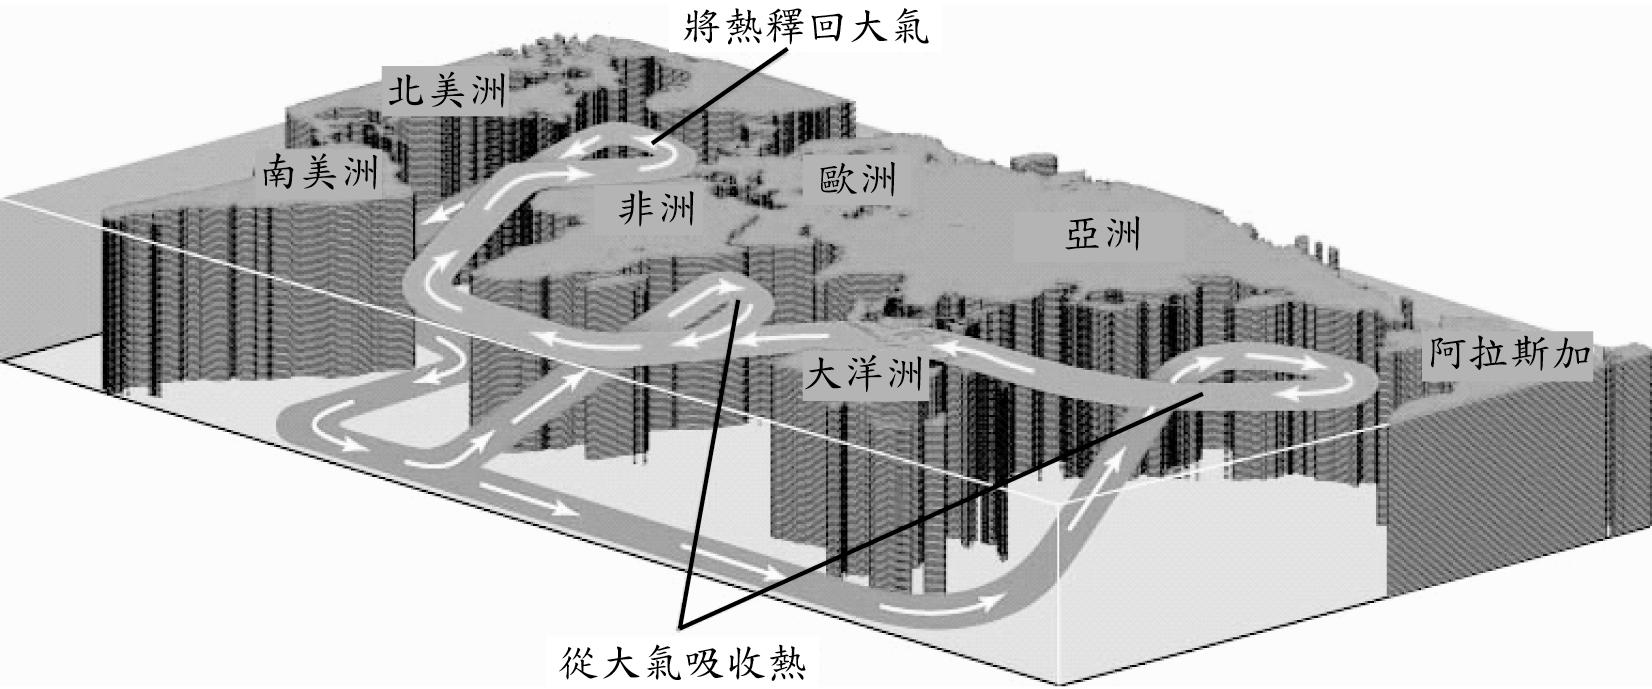 將熱釋回大氣
北美洲
南美洲
歐洲
非洲
亞洲
大洋洲
阿拉斯加
從大氣吸收熱